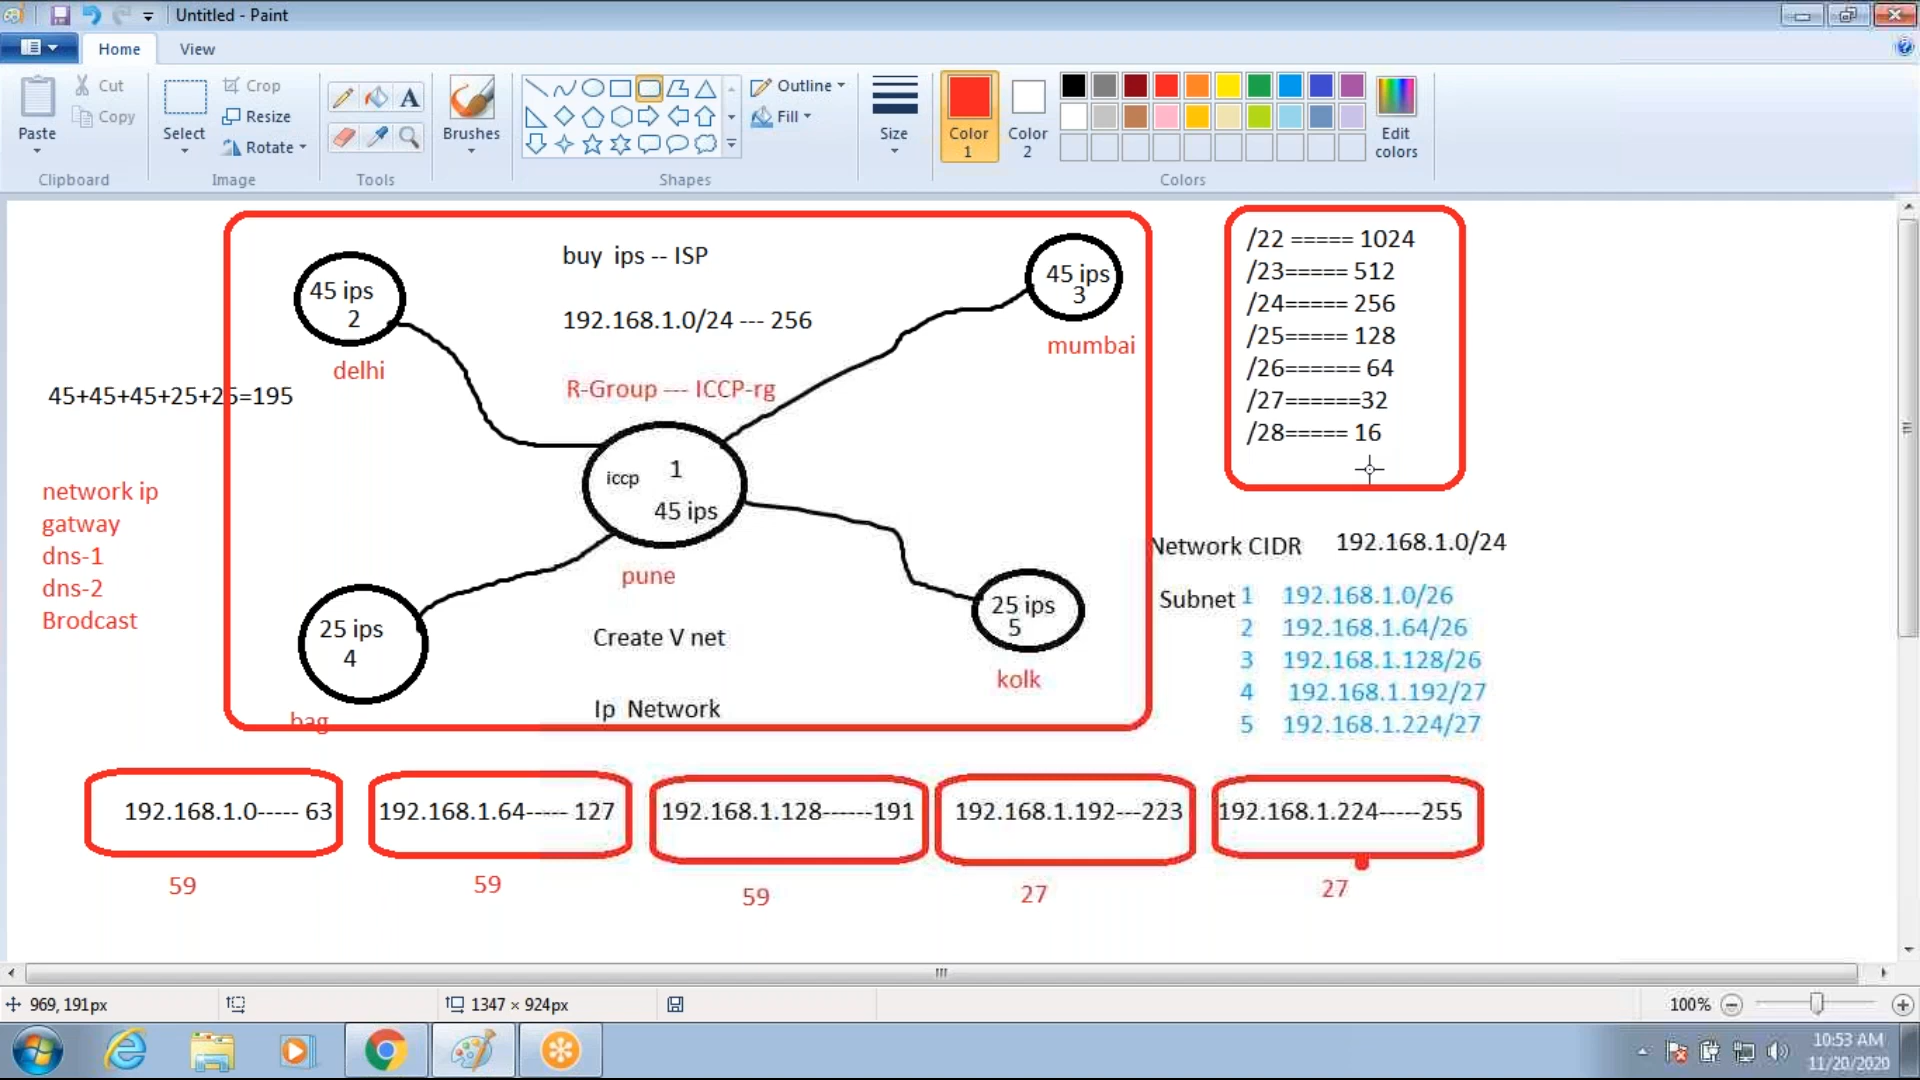 Untitled - Paint
Home
View
Paste
Cut
Copy
Clipboard
Select
Crop
Resize
Rotate
Image
A
Tools
Brushes
Shapes
Outline
Fill
Size
Color
1
Color
2
Edit
colors
Colors
45 ips
2
delhi
buy ips -- ISP
192.168.1.0/24 --- 256
R-Group --- ICCP-rg
45 ips
3
mumbai
/22 ===== 1024
/23===== 512
/24===== 256
/25===== 128
/26====== 64
/27======32
/28===== 16
45+45+45+25+25=195
iccp
1
45 ips
pune
network ip
gatway
dns-1
dns-2
Brodcast
25 ips
4
bag
Create V net
Ip Network
25 ips
5
kolk
Network CIDR 192.168.1.0/24
Subnet 1 192.168.1.0/26
2 192.168.1.64/26
3 192.168.1.128/26
4 192.168.1.192/27
5 192.168.1.224/27
192.168.1.0----- 63
192.168.1.64----- 127
192.168.1.128------191
192.168.1.192---223
192.168.1.224-----255
59
59
59
27
27
969, 191px
1347 × 924px
100%
10:53 AM
11/20/2020